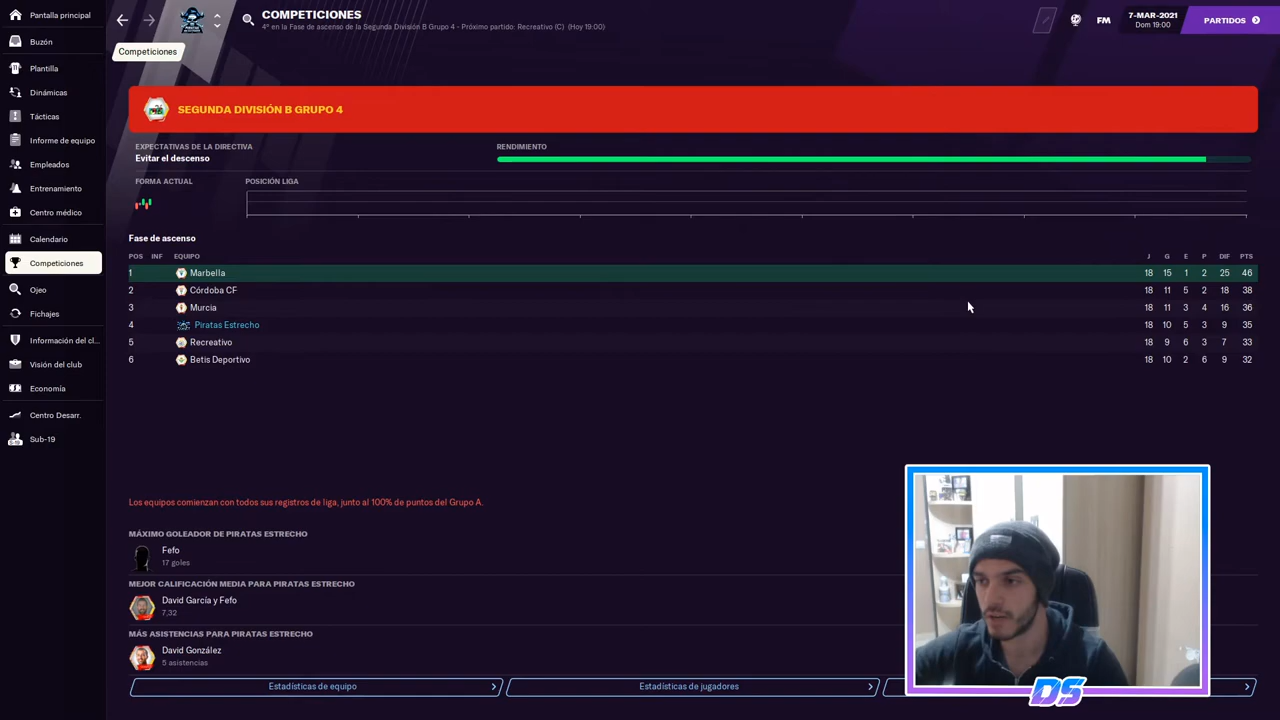 Pantalla principal
Buzón
Plantilla
Dinámicas
Tácticas
Informe de equipo
Empleados
Entrenamiento
Centro médico
Calendario
Competiciones
Ojeo
Fichajes
Información del cl...
Visión del club
Economía
Centro Desarr.
Sub-19
COMPETICIONES
4º en la Fase de ascenso de la Segunda División B Grupo 4 - Próximo partido: Recreativo (C) (Hoy 19:00)
FM
7-MAR-2021
Dom 19:00
PARTIDOS
Competiciones
SEGUNDA DIVISIÓN B GRUPO 4
EXPECTATIVAS DE LA DIRECTIVA
Evitar el descenso
RENDIMIENTO
FORMA ACTUAL
POSICIÓN LIGA
Fase de ascenso
POS INF EQUIPO J G E P DIF PTS
1 Marbella 18 15 1 2 25 46
2 Córdoba CF 18 11 5 2 18 38
3 Murcia 18 11 3 4 16 36
4 Piratas Estrecho 18 10 5 3 9 35
5 Recreativo 18 9 6 3 7 33
6 Betis Deportivo 18 10 2 6 9 32
Los equipos comienzan con todos sus registros de liga, junto al 100% de puntos del Grupo A.
MÁXIMO GOLEADOR DE PIRATAS ESTRECHO
Fefo
17 goles
MEJOR CALIFICACIÓN MEDIA PARA PIRATAS ESTRECHO
David García y Fefo
7,32
MÁS ASISTENCIAS PARA PIRATAS ESTRECHO
David González
5 asistencias
Estadísticas de equipo
Estadísticas de jugadores
DS